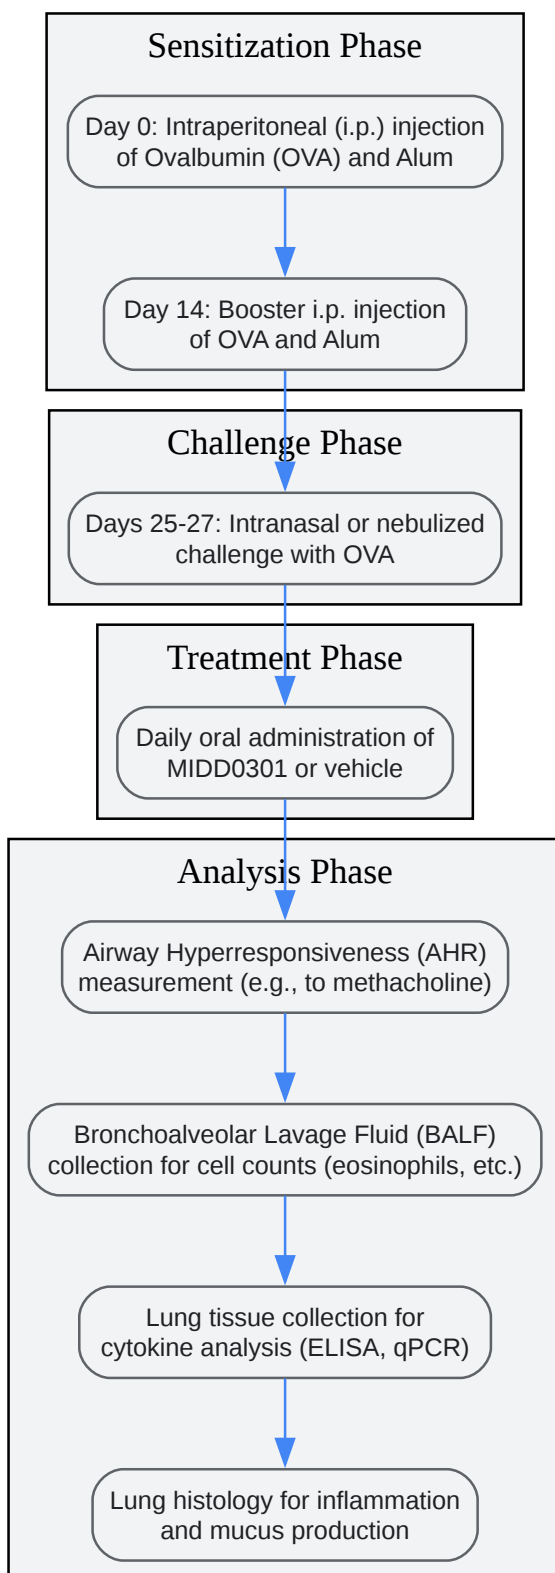 Sensitization Phase
Day 0: Intraperitoneal (i.p.) injection
of Ovalbumin (OVA) and Alum
Day 14: Booster i.p. injection
of OVA and Alum
Challenge Phase
Days 25-27: Intranasal or nebulized
challenge with OVA
Treatment Phase
Daily oral administration of
MIDD0301 or vehicle
Analysis Phase
Airway Hyperresponsiveness (AHR)
measurement (e.g., to methacholine)
Bronchoalveolar Lavage Fluid (BALF)
collection for cell counts (eosinophils, etc.)
Lung tissue collection for
cytokine analysis (ELISA, qPCR)
Lung histology for inflammation
and mucus production